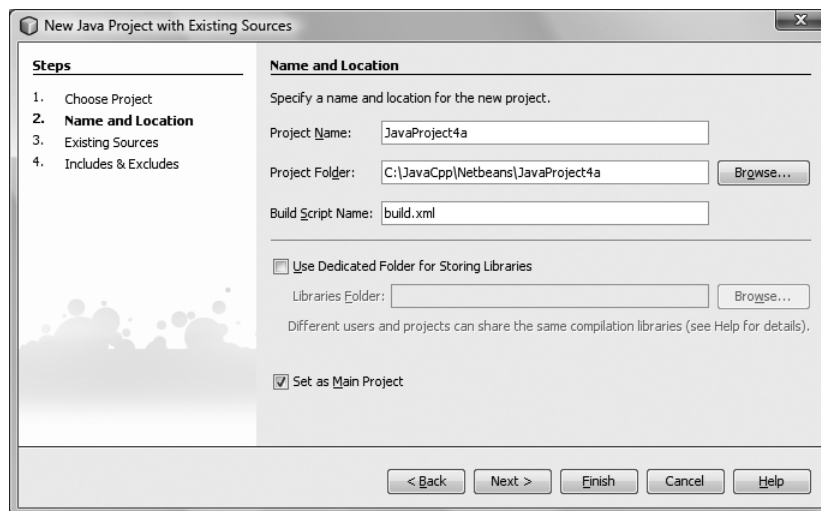 New Java Project with Existing Sources
Steps
1. Choose Project
2. Name and Location
3. Existing Sources
4. Includes & Excludes
Name and Location
Specify a name and location for the new project.
Project Name: JavaProject4a
Project Folder: C:\JavaCpp\Netbeans\JavaProject4a Browse...
Build Script Name: build.xml
Use Dedicated Folder for Storing Libraries
Libraries Folder: Browse...
Different users and projects can share the same compilation libraries (see Help for details).
Set as Main Project
< Back Next > Finish Cancel Help